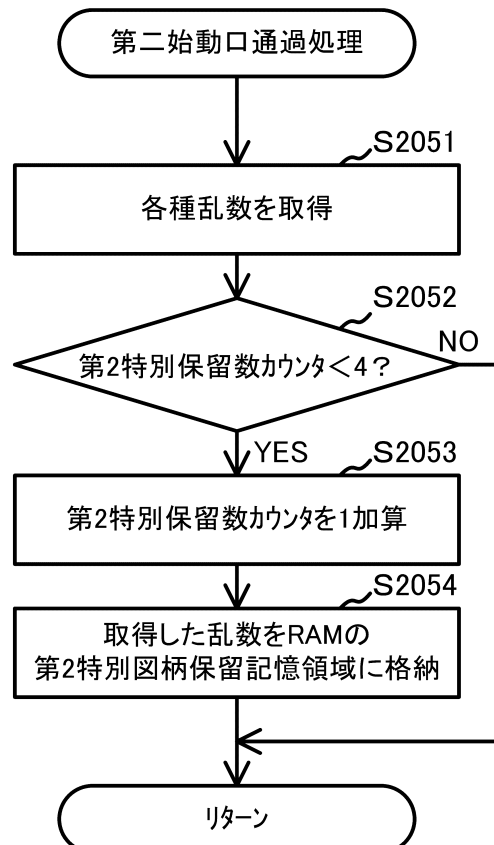 第二始動口通過処理
S2051
各種乱数を取得
S2052
第2特別保留数カウンタ<4?
NO
YES
S2053
第2特別保留数カウンタを1加算
S2054
取得した乱数をRAMの
第2特別図柄保留記憶領域に格納
リターン